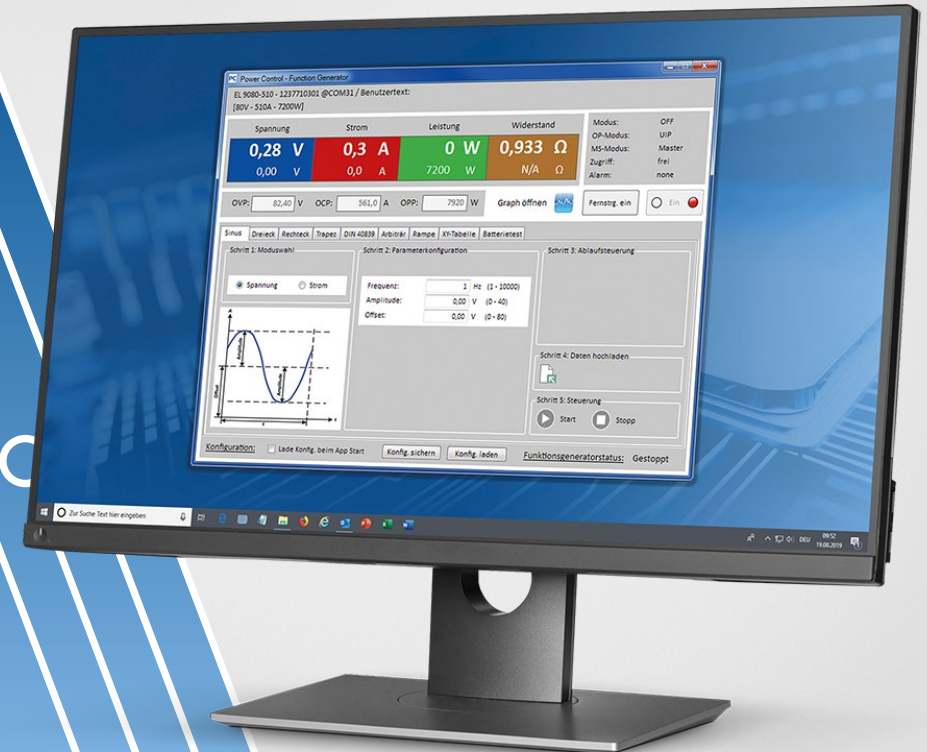 PC Power Control - Function Generator
EL 9080-510 - 1237710301 @COM31 / Benutzertext:
[80V - 510A - 7200W]
Spannung Strom Leistung Widerstand
0,28 V 0,3 A 0 W 0,933 Ω
0,00 V 0,0 A 7200 W N/A Ω
Modus: OFF
OP-Modus: UIP
MS-Modus: Master
Zugriff: frei
Alarm: none
OVP: 82,40 V OCP: 561,0 A OPP: 7920 W Graph öffnen Fernstrg. ein Ein
Sinus Dreieck Rechteck Trapez DIN 40839 Arbiträr Rampe XY-Tabelle Batterietest
Schritt 1: Moduswahl
Spannung Strom
Amplitude
Amplitude
Offset
Schritt 2: Parameterkonfiguration
Frequenz: 1 Hz (1 - 10000)
Amplitude: 0,00 V (0 - 40)
Offset: 0,00 V (0 - 80)
Schritt 3: Ablaufsteuerung
Schritt 4: Daten hochladen
Schritt 5: Steuerung
Start Stopp
Konfiguration: Lade Konfig. beim App Start Konfig. sichern Konfig. laden Funktionsgeneratorstatus: Gestoppt
Zur Suche Text hier eingeben
DEU 09:52
19.08.2019